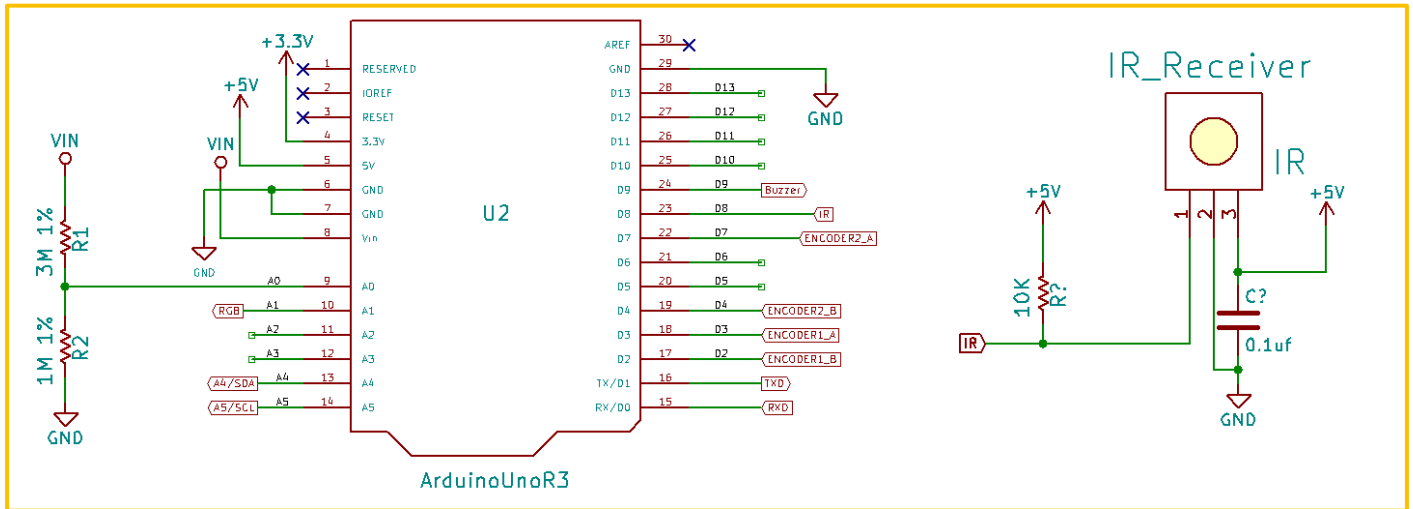 VIN
3M 1%
R1
1M 1%
R2
GND
+5V
+3.3V
VIN
GND
1 RESERVED
2 IOREF
3 RESET
4 3.3V
5 5V
6 GND
7 GND
8 Vin
A0 9 A0
RGB A1 10 A1
A2 11 A2
A3 12 A3
A4/SDA A4 13 A4
A5/SCL A5 14 A5
U2
ArduinoUnoR3
AREF 30
GND 29
D13 28 D13
D12 27 D12
D11 26 D11
D10 25 D10
D9 24 D9 Buzzer
D8 23 D8 IR
D7 22 D7 ENCODER2_A
D6 21 D6
D5 20 D5
D4 19 D4 ENCODER2_B
D3 18 D3 ENCODER1_A
D2 17 D2 ENCODER1_B
TX/D1 16 TXD
RX/D0 15 RXD
GND
IR_Receiver
IR
1 2 3
+5V
10K
R?
IR
+5V
C?
0.1uf
GND